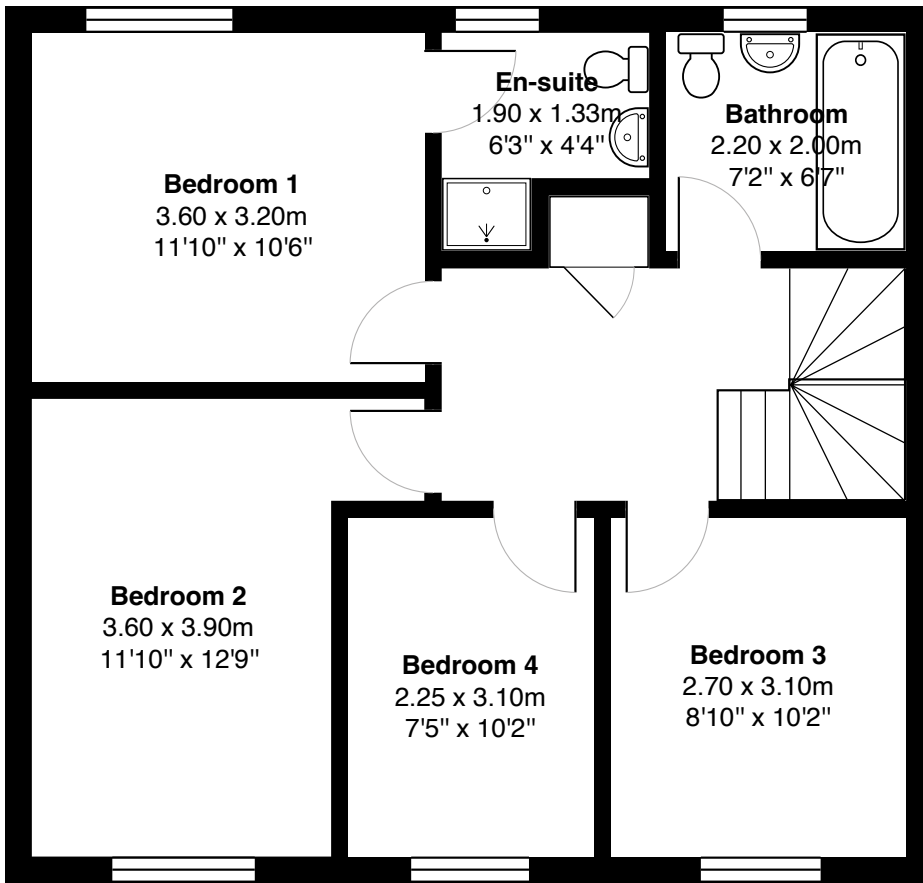 En-suite
1.90 x 1.33m
6'3" x 4'4"
Bathroom
2.20 x 2.00m
7'2" x 6'7"
Bedroom 1
3.60 x 3.20m
11'10" x 10'6"
Bedroom 2
3.60 x 3.90m
11'10" x 12'9"
Bedroom 4
2.25 x 3.10m
7'5" x 10'2"
Bedroom 3
2.70 x 3.10m
8'10" x 10'2"